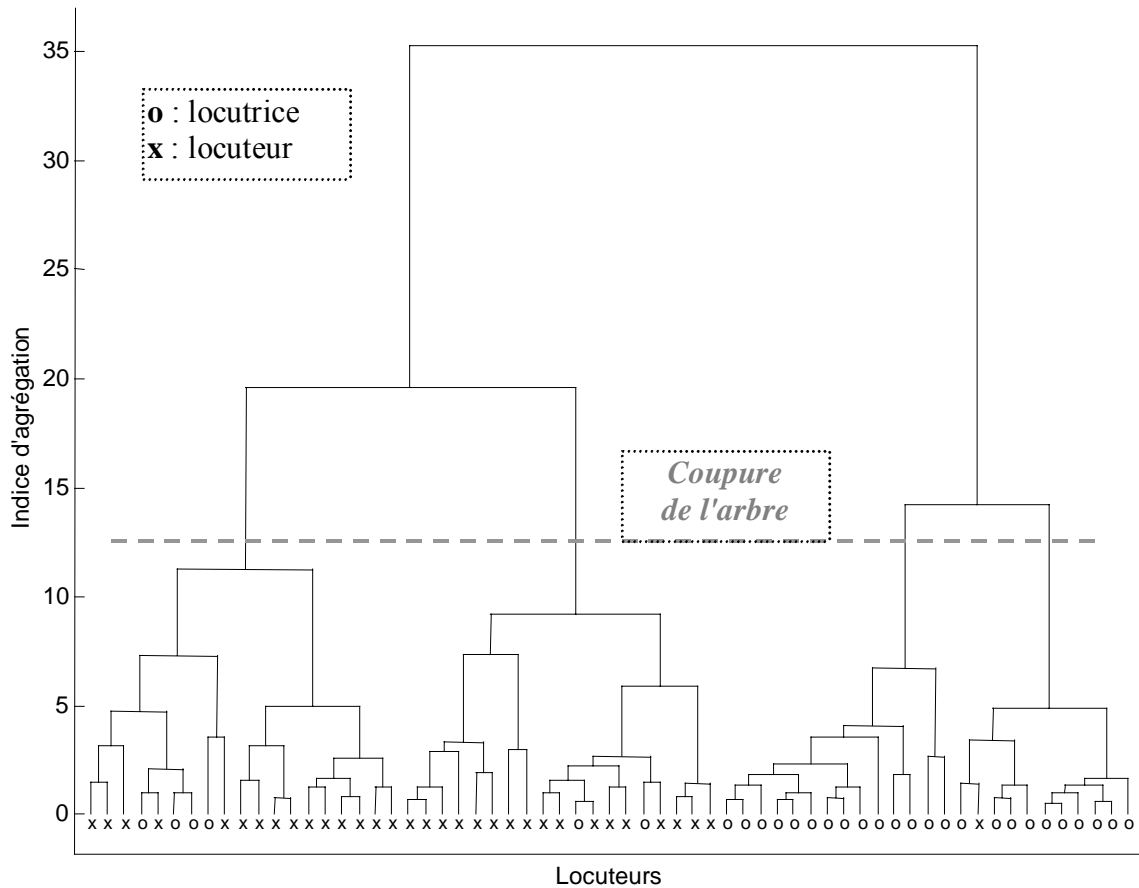 35
o : locutrice
x : locuteur
30
25
20
Coupure
de l'arbre
15
10
5
0
x x x o x o o o x x x x x x x x x x x x x x x x x x x x x o x x x o x x x x o o o o o o o o o o o o o o o x o o o o o o o o o
Indice d'agrégation
Locuteurs